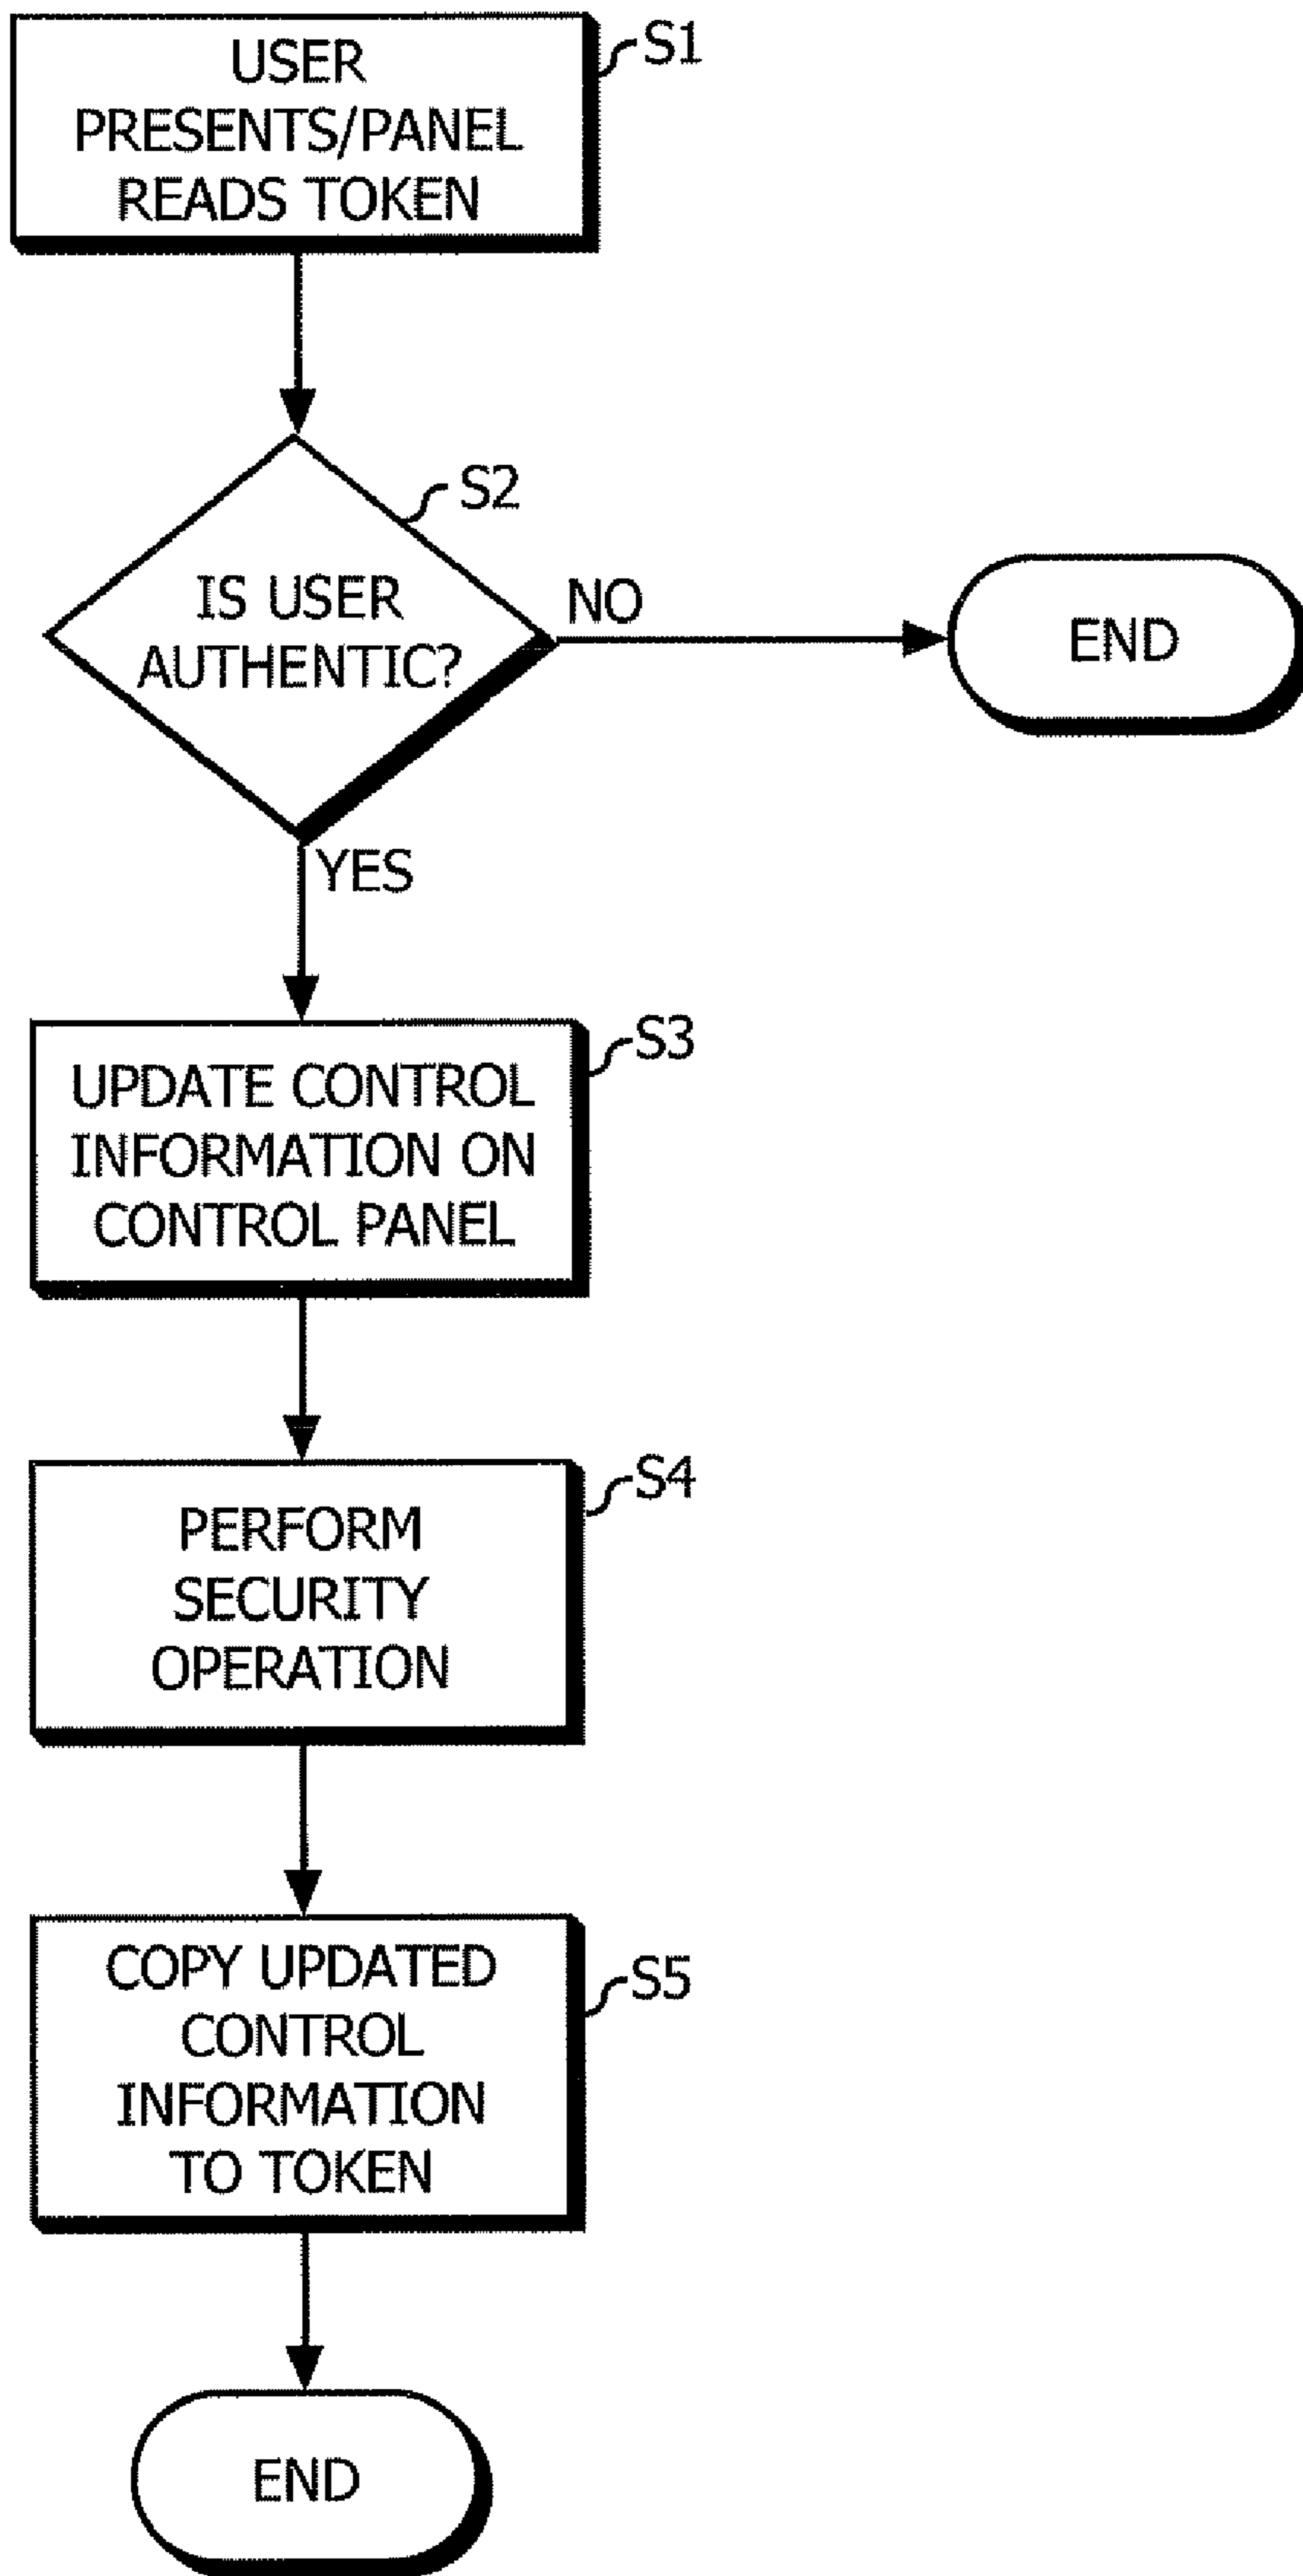 USER
PRESENTS/PANEL
READS TOKEN
S1
IS USER
AUTHENTIC?
S2
NO
END
YES
UPDATE CONTROL
INFORMATION ON
CONTROL PANEL
S3
PERFORM
SECURITY
OPERATION
S4
COPY UPDATED
CONTROL
INFORMATION
TO TOKEN
S5
END